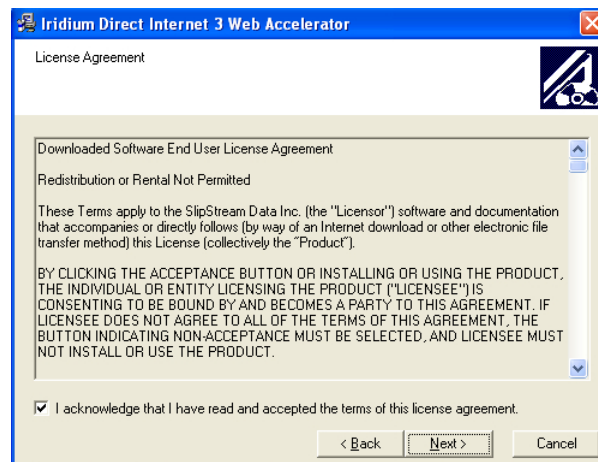 Iridium Direct Internet 3 Web Accelerator
License Agreement
Downloaded Software End User License Agreement
Redistribution or Rental Not Permitted
These Terms apply to the SlipStream Data Inc. (the "Licensor") software and documentation
that accompanies or directly follows (by way of an Internet download or other electronic file
transfer method) this License (collectively the "Product").
BY CLICKING THE ACCEPTANCE BUTTON OR INSTALLING OR USING THE PRODUCT,
THE INDIVIDUAL OR ENTITY LICENSING THE PRODUCT ("LICENSEE") IS
CONSENTING TO BE BOUND BY AND BECOMES A PARTY TO THIS AGREEMENT. IF
LICENSEE DOES NOT AGREE TO ALL OF THE TERMS OF THIS AGREEMENT, THE
BUTTON INDICATING NON-ACCEPTANCE MUST BE SELECTED, AND LICENSEE MUST
NOT INSTALL OR USE THE PRODUCT.
I acknowledge that I have read and accepted the terms of this license agreement.
< Back Next > Cancel